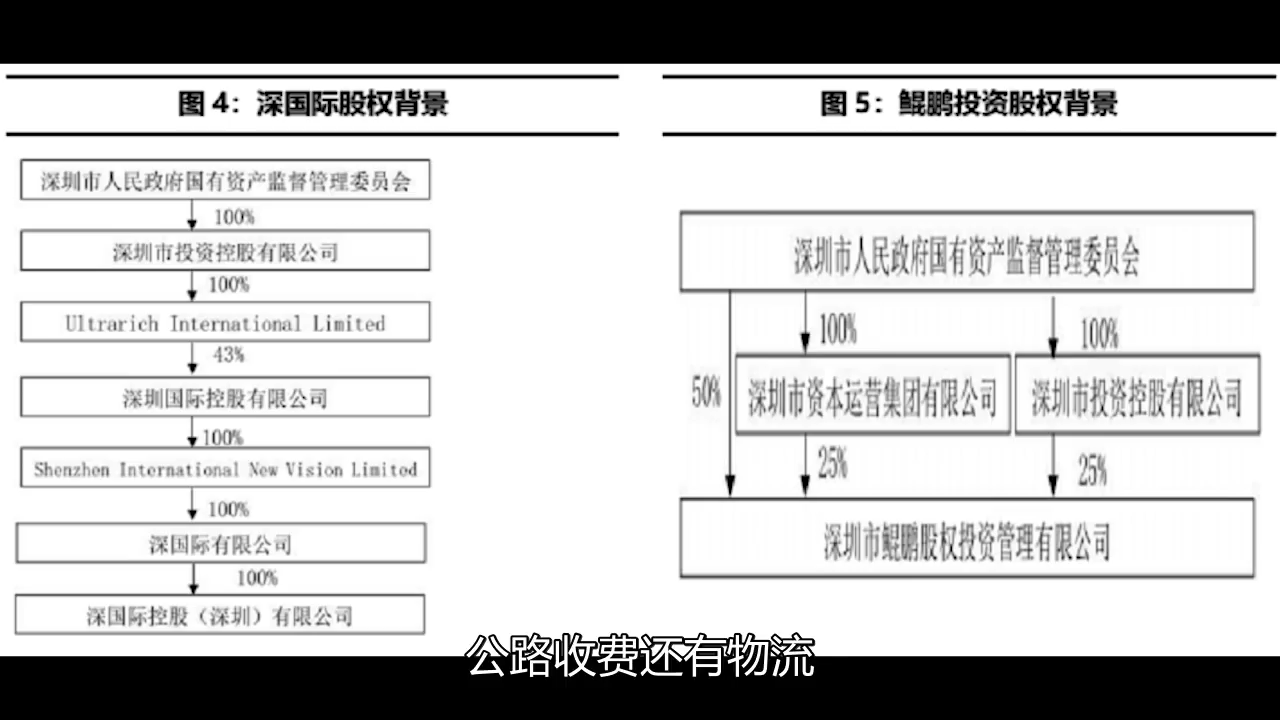 图 4：深国际股权背景
深圳市人民政府国有资产监督管理委员会
100%
深圳市投资控股有限公司
100%
Ultrarich International Limited
43%
深圳国际控股有限公司
100%
Shenzhen International New Vision Limited
100%
深国际有限公司
100%
深国际控股（深圳）有限公司
图 5：鲲鹏投资股权背景
深圳市人民政府国有资产监督管理委员会
100%
100%
50%
深圳市资本运营集团有限公司
深圳市投资控股有限公司
25%
25%
深圳市鲲鹏股权投资管理有限公司
公路收费还有物流